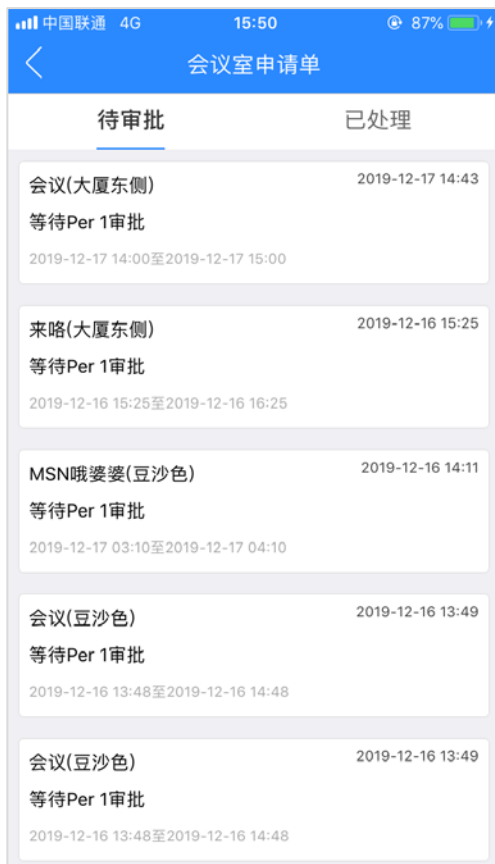 中国联通 4G 15:50 87%
会议室申请单
待审批 已处理
会议(大厦东侧) 2019-12-17 14:43
等待Per 1审批
2019-12-17 14:00至2019-12-17 15:00
来咯(大厦东侧) 2019-12-16 15:25
等待Per 1审批
2019-12-16 15:25至2019-12-16 16:25
MSN哦婆婆(豆沙色) 2019-12-16 14:11
等待Per 1审批
2019-12-17 03:10至2019-12-17 04:10
会议(豆沙色) 2019-12-16 13:49
等待Per 1审批
2019-12-16 13:48至2019-12-16 14:48
会议(豆沙色) 2019-12-16 13:49
等待Per 1审批
2019-12-16 13:48至2019-12-16 14:48